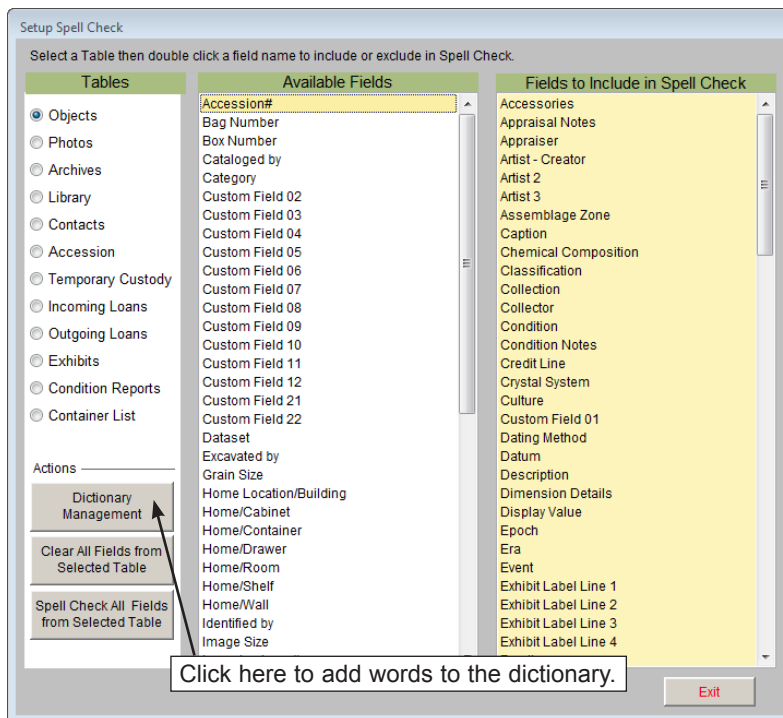 Setup Spell Check
Select a Table then double click a field name to include or exclude in Spell Check.
Tables
Objects
Photos
Archives
Library
Contacts
Accession
Temporary Custody
Incoming Loans
Outgoing Loans
Exhibits
Condition Reports
Container List
Actions
Dictionary
Management
Clear All Fields from
Selected Table
Spell Check All Fields
from Selected Table
Available Fields
Accession#
Bag Number
Box Number
Cataloged by
Category
Custom Field 02
Custom Field 03
Custom Field 04
Custom Field 05
Custom Field 06
Custom Field 07
Custom Field 08
Custom Field 09
Custom Field 10
Custom Field 11
Custom Field 12
Custom Field 21
Custom Field 22
Dataset
Excavated by
Grain Size
Home Location/Building
Home/Cabinet
Home/Container
Home/Drawer
Home/Room
Home/Shelf
Home/Wall
Identified by
Image Size
Fields to Include in Spell Check
Accessories
Appraisal Notes
Appraiser
Artist - Creator
Artist 2
Artist 3
Assemblage Zone
Caption
Chemical Composition
Classification
Collection
Collector
Condition
Condition Notes
Credit Line
Crystal System
Culture
Custom Field 01
Dating Method
Datum
Description
Dimension Details
Display Value
Epoch
Era
Event
Exhibit Label Line 1
Exhibit Label Line 2
Exhibit Label Line 3
Exhibit Label Line 4
Click here to add words to the dictionary.
Exit